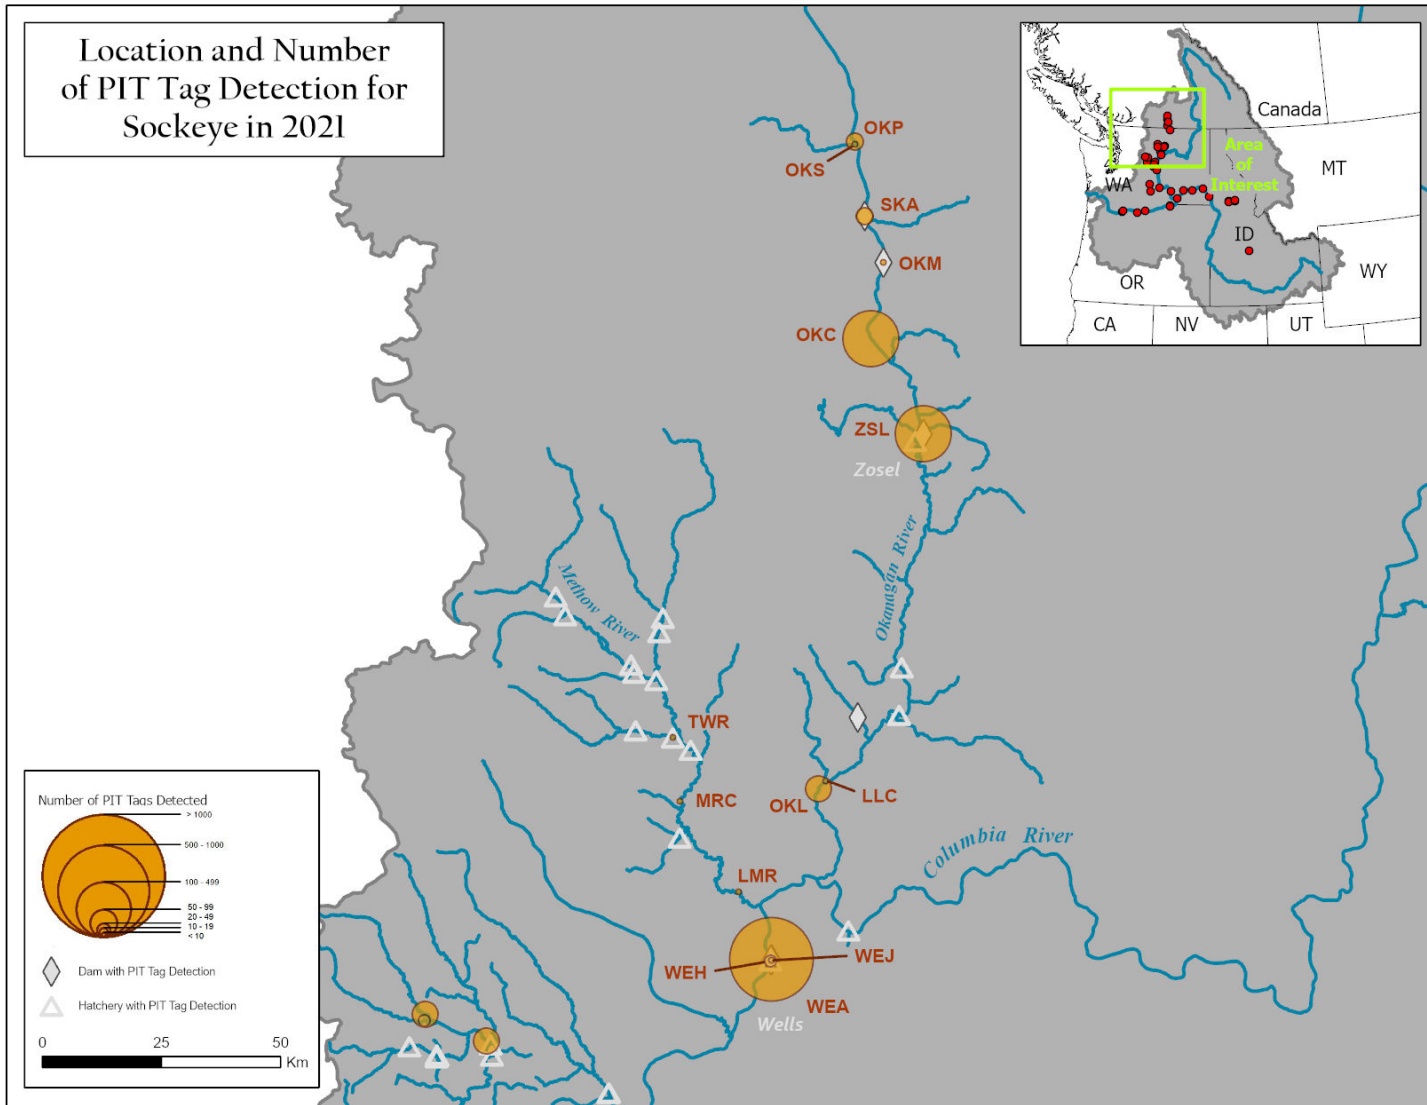 Location and Number
of PIT Tag Detection for
Sockeye in 2021
Canada
Area
of
Interest
MT
WA
ID
OR
WY
CA
NV
UT
OKP
OKS
SKA
OKM
OKC
ZSL
Zosel
Methow River
Okanagan River
TWR
MRC
LLC
OKL
Columbia River
LMR
WEJ
WEH
WEA
Wells
Number of PIT Tags Detected
> 1000
500 - 1000
100 - 499
50 - 99
20 - 49
10 - 19
< 10
Dam with PIT Tag Detection
Hatchery with PIT Tag Detection
0 25 50
Km